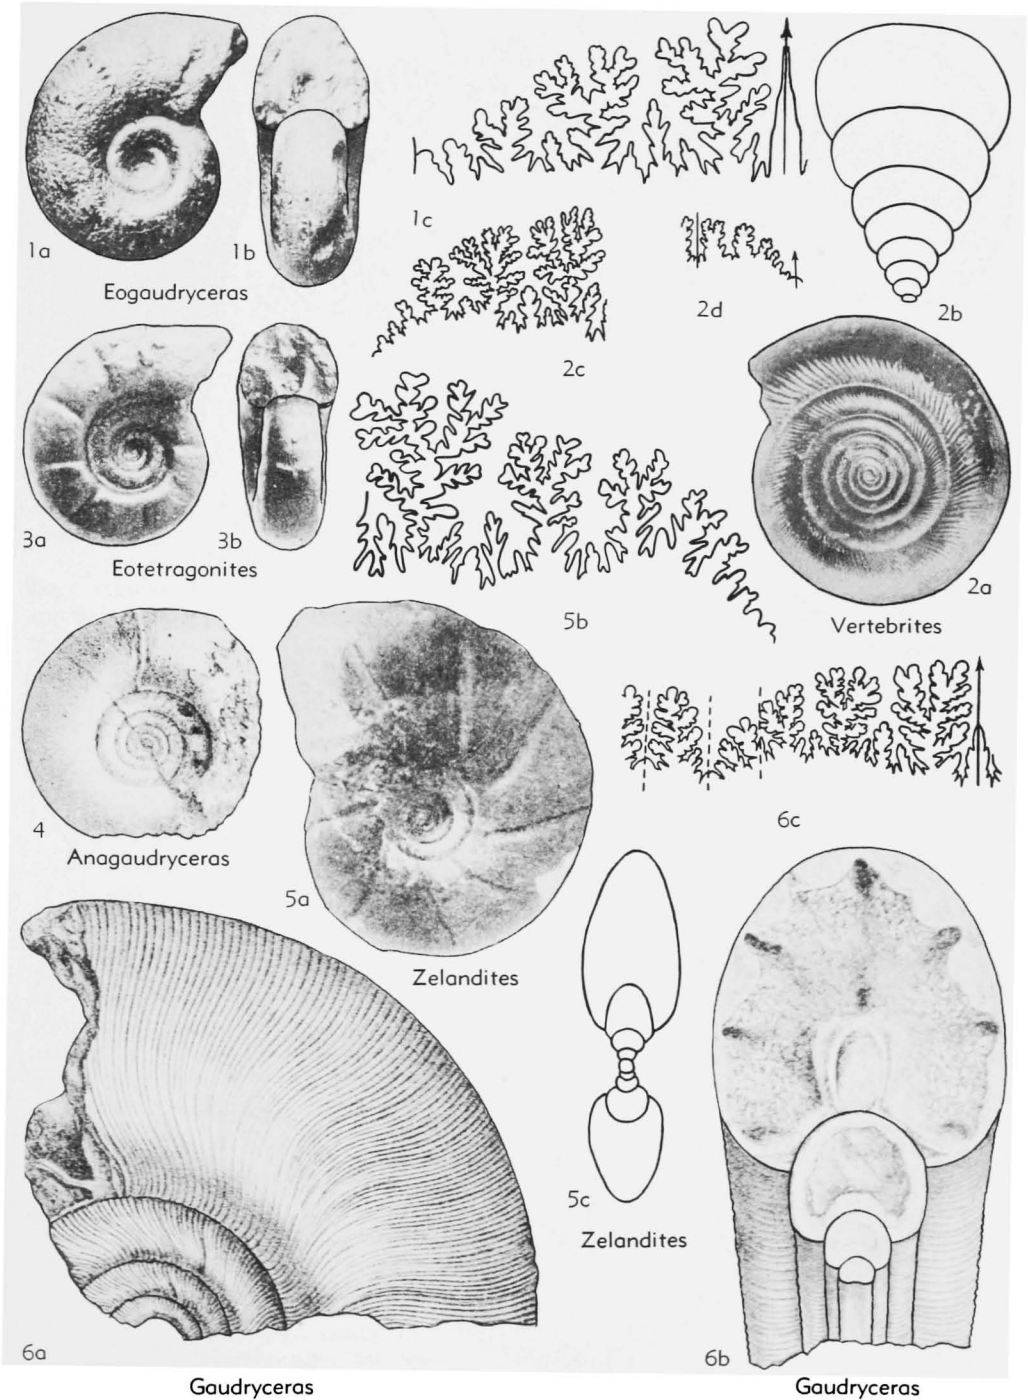 1a
1b
1c
Eogaudryceras
2c
2d
2b
3a
3b
Eotetragonites
5b
2a
Vertebrites
4
Anagaudryceras
5a
Zelandites
6c
5c
Zelandites
6a
Gaudryceras
6b
Gaudryceras